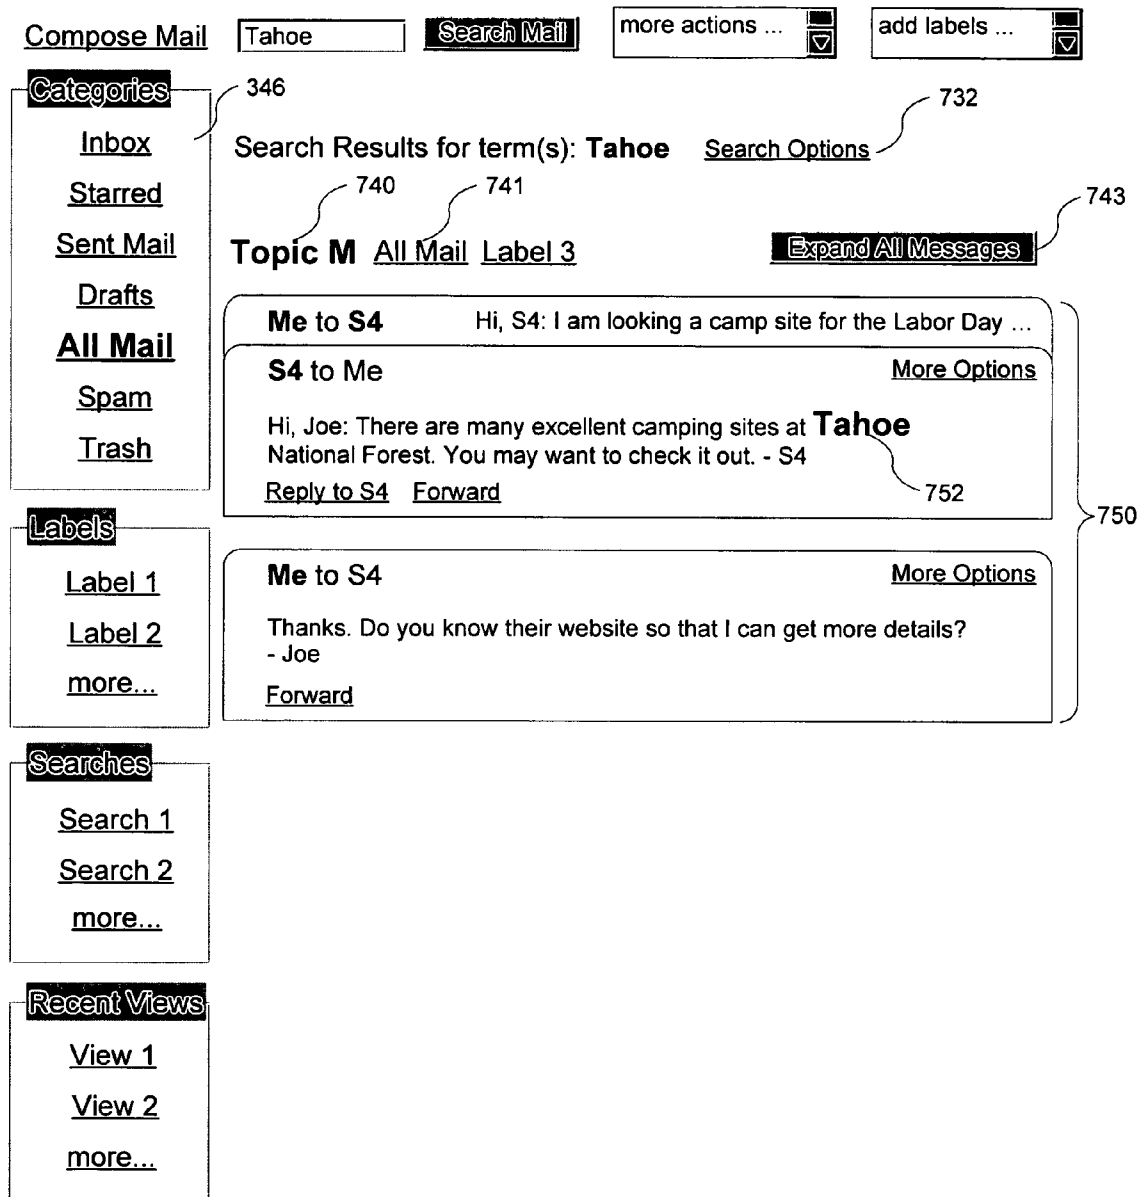 Compose Mail Tahoe Search Mail more actions ... add labels ...
Categories 346
Inbox
Starred
Sent Mail
Drafts
All Mail
Spam
Trash
732
Search Results for term(s): Tahoe Search Options
740 741 743
Topic M All Mail Label 3 Expand All Messages
Me to S4 Hi, S4: I am looking a camp site for the Labor Day ...
S4 to Me More Options
Hi, Joe: There are many excellent camping sites at Tahoe
National Forest. You may want to check it out. - S4
Reply to S4 Forward 752
750
Me to S4 More Options
Thanks. Do you know their website so that I can get more details?
- Joe
Forward
Labels
Label 1
Label 2
more...
Searches
Search 1
Search 2
more...
Recent Views
View 1
View 2
more...